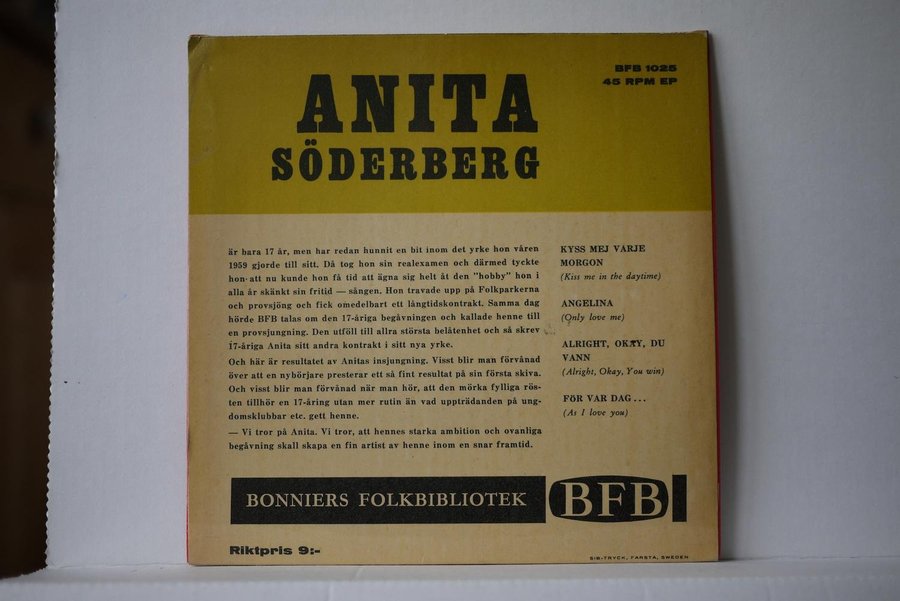 BFB 1025
45 RPM EP
ANITA
SÖDERBERG
är bara 17 år, men har redan hunnit en bit inom det yrke hon våren
1959 gjorde till sitt. Då tog hon sin realexamen och därmed tyckte
hon att nu kunde hon få tid att ägna sig helt åt den "hobby" hon i
alla år skänkt sin fritid — sången. Hon travade upp på Folkparkerna
och provsjöng och fick omedelbart ett långtidskontrakt. Samma dag
hörde BFB talas om den 17-åriga begåvningen och kallade henne till
en provsjungning. Den utföll till allra största belåtenhet och så skrev
17-åriga Anita sitt andra kontrakt i sitt nya yrke.
Och här är resultatet av Anitas insjungning. Visst blir man förvånad
över att en nybörjare presterar ett så fint resultat på sin första skiva.
Och visst blir man förvånad när man hör, att den mörka fylliga rös-
ten tillhör en 17-åring utan mer rutin än vad uppträdanden på ung-
domsklubbar etc. gett henne.
— Vi tror på Anita. Vi tror, att hennes starka ambition och ovanliga
begåvning skall skapa en fin artist av henne inom en snar framtid.
KYSS MEJ VARJE
MORGON
(Kiss me in the daytime)
ANGELINA
(Only love me)
ALRIGHT, OKAY, DU
VANN
(Alright, Okay, You win)
FÖR VAR DAG...
(As I love you)
BONNIERS FOLKBIBLIOTEK
BFB
Riktpris 9:-
SIB-TRYCK, FARSTA, SWEDEN